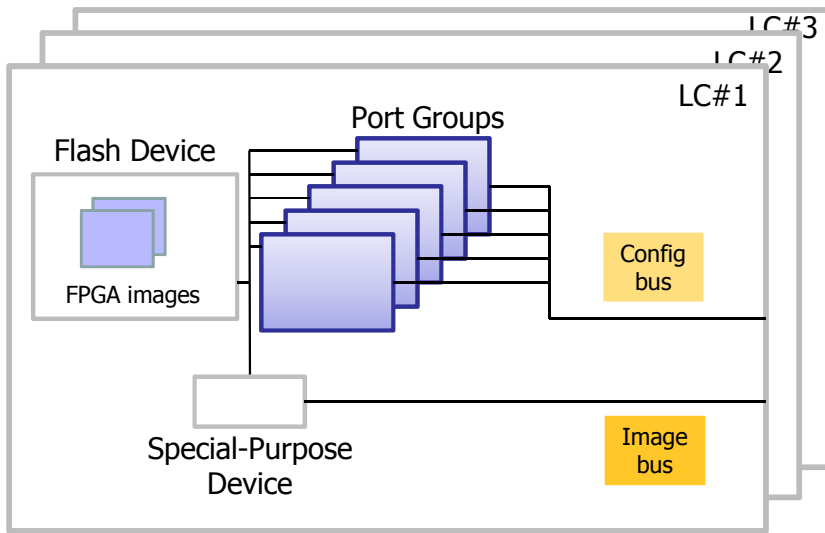 LC#3
LC#2
LC#1
Port Groups
Flash Device
FPGA images
Config
bus
Special-Purpose
Device
Image
bus